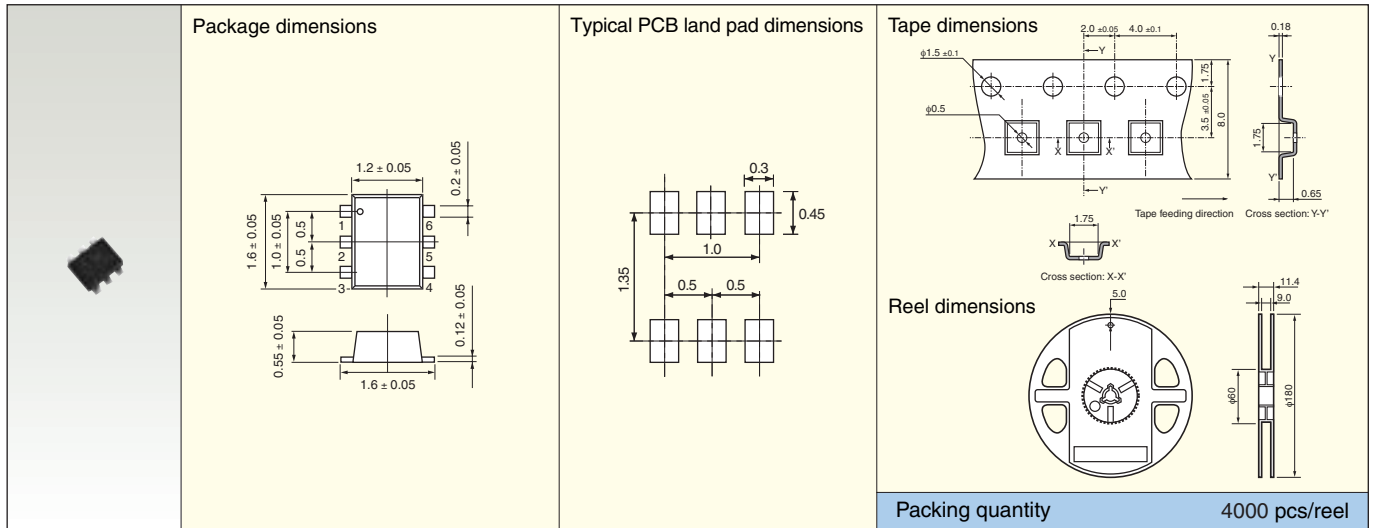 Package dimensions
1.2 ± 0.05
0.2 ± 0.05
1.6 ± 0.05
1.0 ± 0.05
0.5
0.5
1
2
3
6
5
4
0.55 ± 0.05
0.12 ± 0.05
1.6 ± 0.05
Typical PCB land pad dimensions
0.3
0.45
1.0
1.35
0.5
0.5
Tape dimensions
2.0 ±0.05
4.0 ±0.1
0.18
φ1.5 ±0.1
Y
Y
1.75
φ0.5
3.5 ±0.05
8.0
1.75
X
X'
Y'
Y'
0.65
Tape feeding direction
Cross section: Y-Y'
1.75
X
X'
Cross section: X-X'
Reel dimensions
5.0
11.4
9.0
φ60
φ180
Packing quantity 4000 pcs/reel